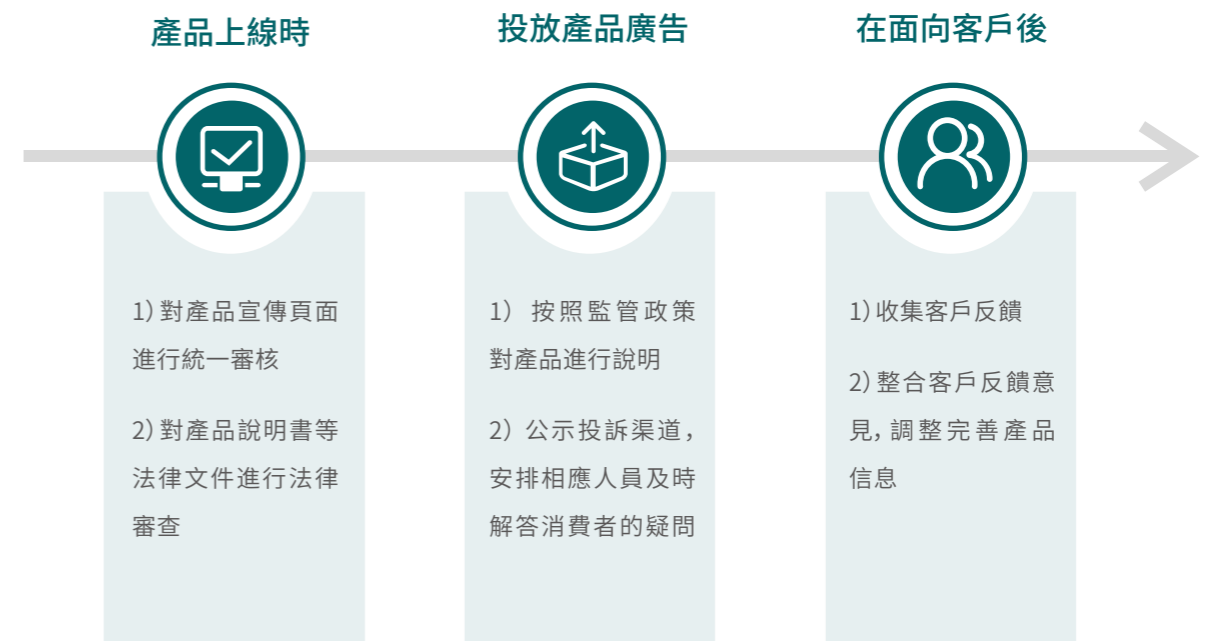 產品上線時
投放產品廣告
在面向客戶後
1）對產品宣傳頁面
進行統一審核
2）對產品說明書等
法律文件進行法律
審查
1） 按照監管政策
對產品進行說明
2） 公示投訴渠道，
安排相應人員及時
解答消費者的疑問
1）收集客戶反饋
2）整合客戶反饋意
見，調整完善產品
信息